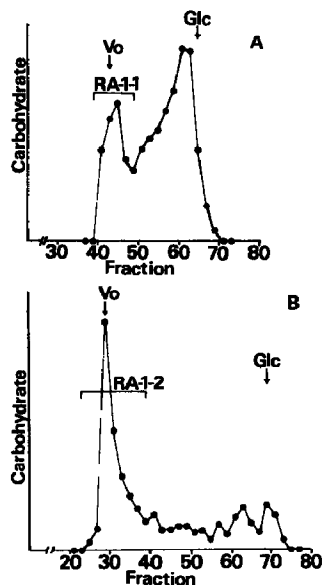 Glc
Vo
A
RA-1-1
Carbohydrate
30 40 50 60 70 80
Fraction
Vo
B
Glc
RA-1-2
Carbohydrate
20 30 40 50 60 70 80
Fraction